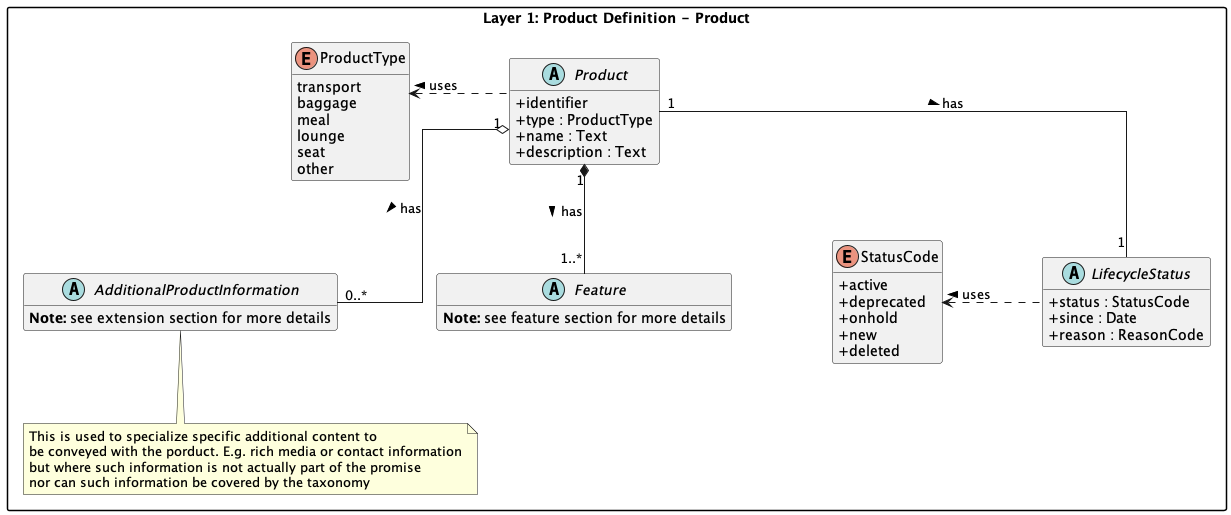 Layer 1: Product Definition - Product
E ProductType
transport
baggage
meal
lounge
seat
other
uses
A Product
+identifier
+type : ProductType
+name : Text
+description : Text
1
has
1
1
has
0..*
1
has
1..*
A AdditionalProductInformation
Note: see extension section for more details
A Feature
Note: see feature section for more details
E StatusCode
+active
+deprecated
+onhold
+new
+deleted
uses
A LifecycleStatus
+status : StatusCode
+since : Date
+reason : ReasonCode
This is used to specialize specific additional content to
be conveyed with the porduct. E.g. rich media or contact information
but where such information is not actually part of the promise
nor can such information be covered by the taxonomy